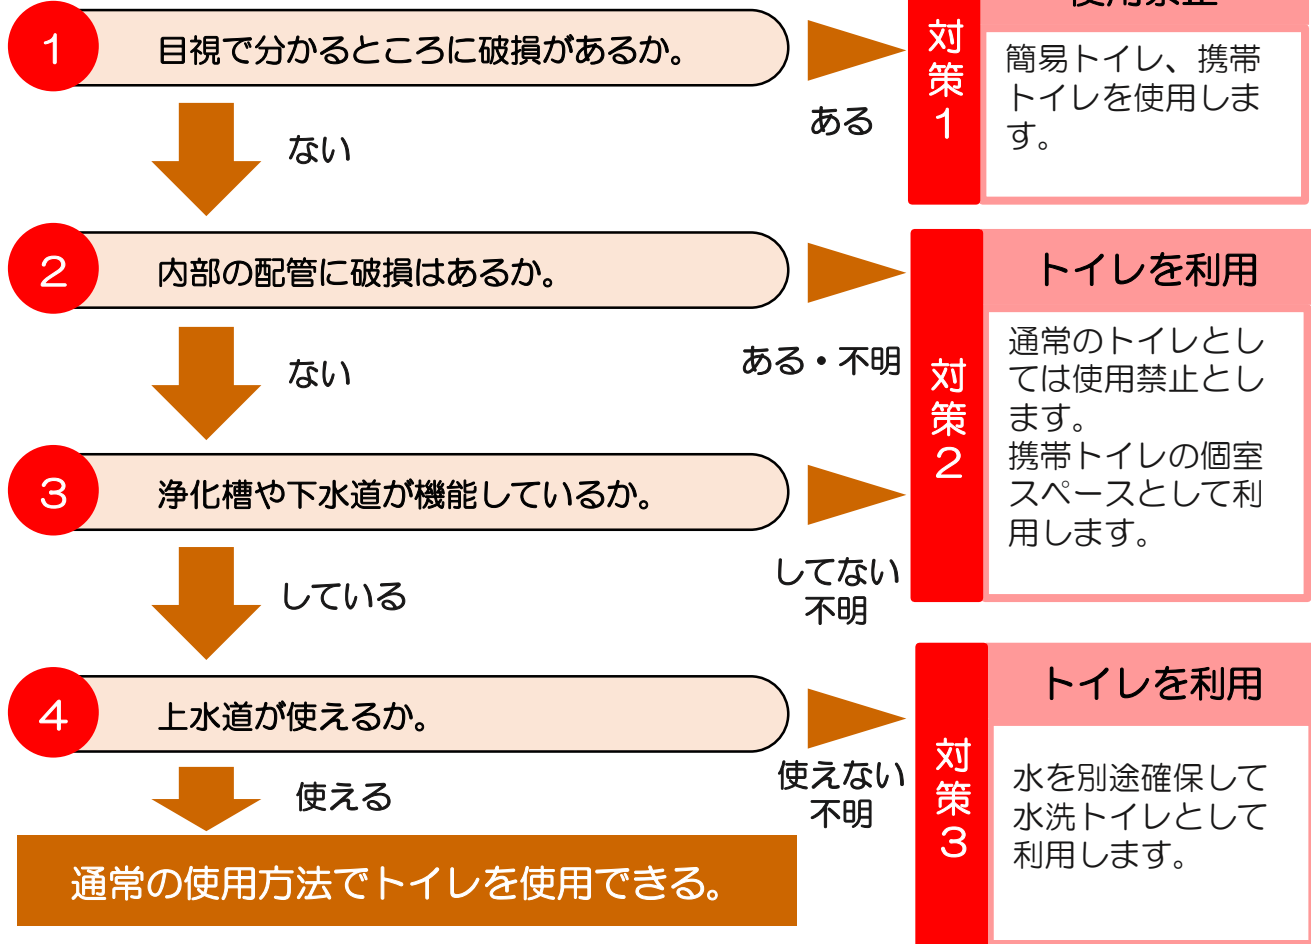 使用禁止
1
目視で分かるところに破損があるか。
ある
ない
対策1
簡易トイレ、携帯
トイレを使用しま
す。
2
内部の配管に破損はあるか。
ある・不明
ない
対策2
トイレを利用
通常のトイレとし
ては使用禁止とし
ます。
携帯トイレの個室
スペースとして利
用します。
3
浄化槽や下水道が機能しているか。
してない
不明
している
4
上水道が使えるか。
使えない
不明
使える
対策3
トイレを利用
水を別途確保して
水洗トイレとして
利用します。
通常の使用方法でトイレを使用できる。